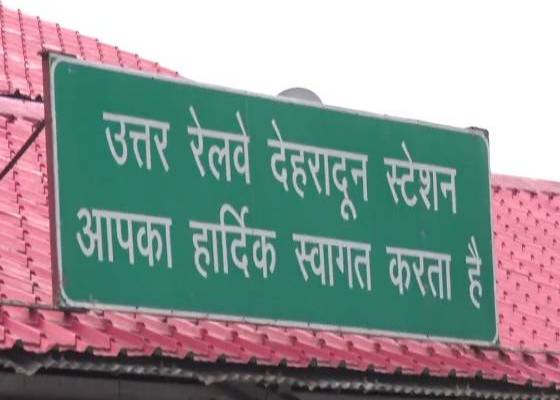 उत्तर रेलवे देहरादून स्टेशन
आपका हार्दिक स्वागत करता है